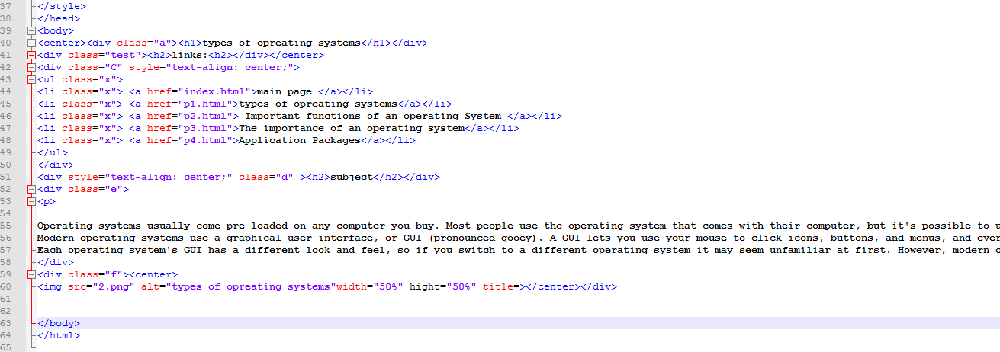 37 </style>
38 </head>
39 <body>
40 <center><div class="a"><h1>types of opreating systems</h1></div>
41 <div class="test"><h2>links:<h2></div></center>
42 <div class="C" style="text-align: center;">
43 <ul class="x">
44 <li class="x"> <a href="index.html">main page </a></li>
45 <li class="x"> <a href="p1.html">types of opreating systems</a></li>
46 <li class="x"> <a href="p2.html"> Important functions of an operating System </a></li>
47 <li class="x"> <a href="p3.html">The importance of an operating system</a></li>
48 <li class="x"> <a href="p4.html">Application Packages</a></li>
49 </ul>
50 </div>
51 <div style="text-align: center;" class="d" ><h2>subject</h2></div>
52 <div class="e">
53 <p>
54
55 Operating systems usually come pre-loaded on any computer you buy. Most people use the operating system that comes with their computer, but it's possible to
56 Modern operating systems use a graphical user interface, or GUI (pronounced gooey). A GUI lets you use your mouse to click icons, buttons, and menus, and
57 Each operating system's GUI has a different look and feel, so if you switch to a different operating system it may seem unfamiliar at first. However, modern
58 </div>
59 <div class="f"><center>
60 <img src="2.png" alt="types of opreating systems"width="50%" hight="50%" title=></center></div>
61
62
63 </body>
64 </html>
65